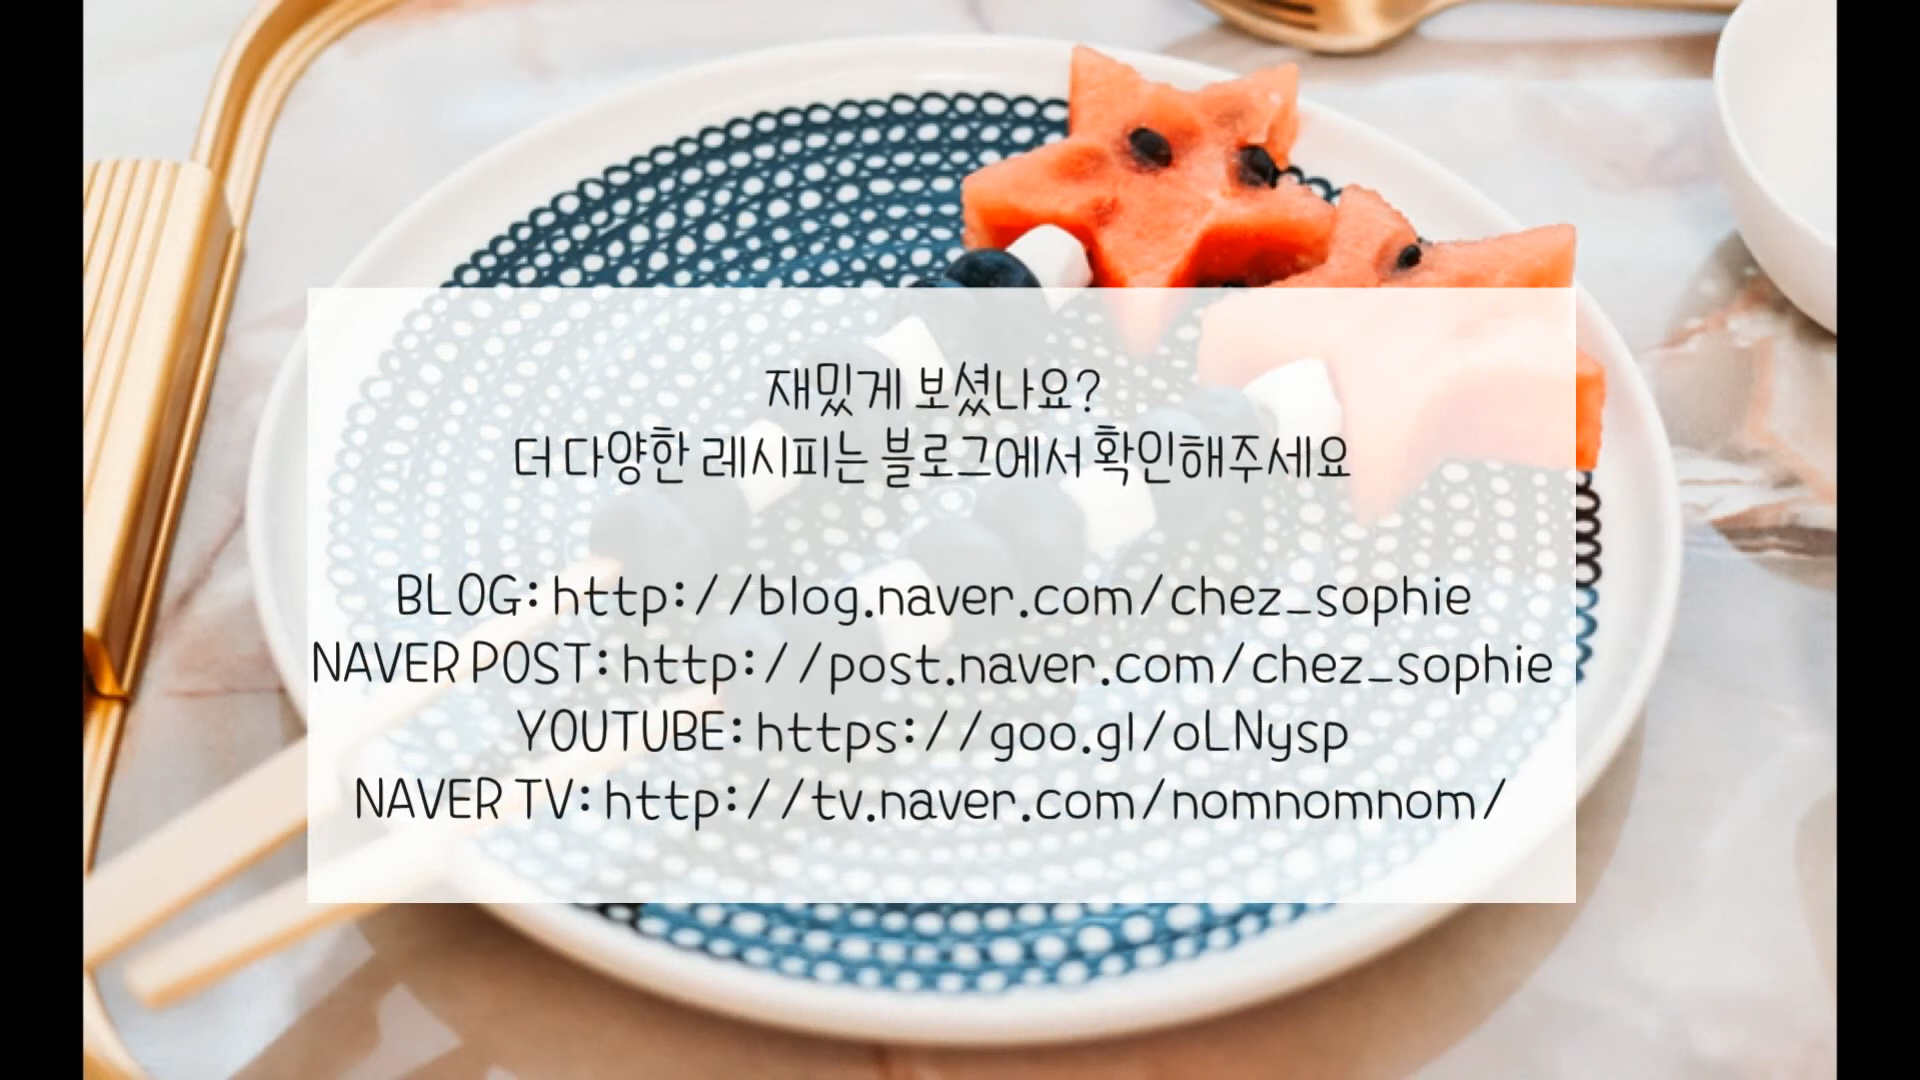 재밌게 보셨나요?
더 다양한 레시피는 블로그에서 확인해주세요
BLOG: http://blog.naver.com/chez_sophie
NAVER POST: http://post.naver.com/chez_sophie
YOUTUBE: https://goo.gl/oLNysp
NAVER TV: http://tv.naver.com/nomnomnom/